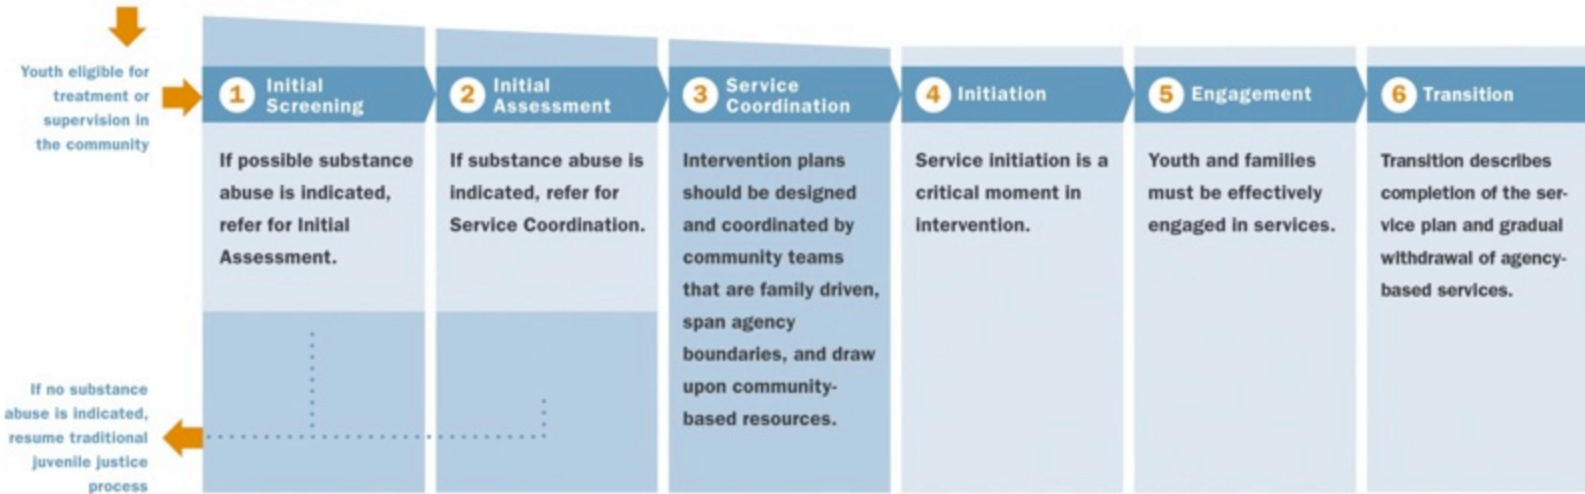 Youth eligible for
treatment or
supervision in
the community
1 Initial
Screening
If possible substance
abuse is indicated,
refer for Initial
Assessment.
2 Initial
Assessment
If substance abuse is
indicated, refer for
Service Coordination.
3 Service
Coordination
Intervention plans
should be designed
and coordinated by
community teams
that are family driven,
span agency
boundaries, and draw
upon community-
based resources.
4 Initiation
Service initiation is a
critical moment in
intervention.
5 Engagement
Youth and families
must be effectively
engaged in services.
6 Transition
Transition describes
completion of the ser-
vice plan and gradual
withdrawal of agency-
based services.
If no substance
abuse is indicated,
resume traditional
juvenile justice
process